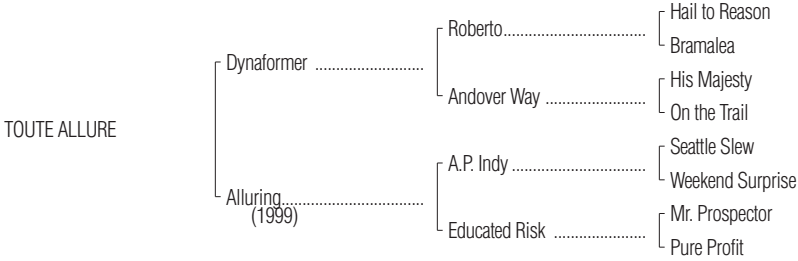 Hail to Reason
Roberto..............................
Bramalea
Dynaformer .......................
His Majesty
Andover Way .....................
On the Trail
TOUTE ALLURE
Seattle Slew
A.P. Indy ............................
Weekend Surprise
Alluring..............................
(1999)
Mr. Prospector
Educated Risk ...................
Pure Profit